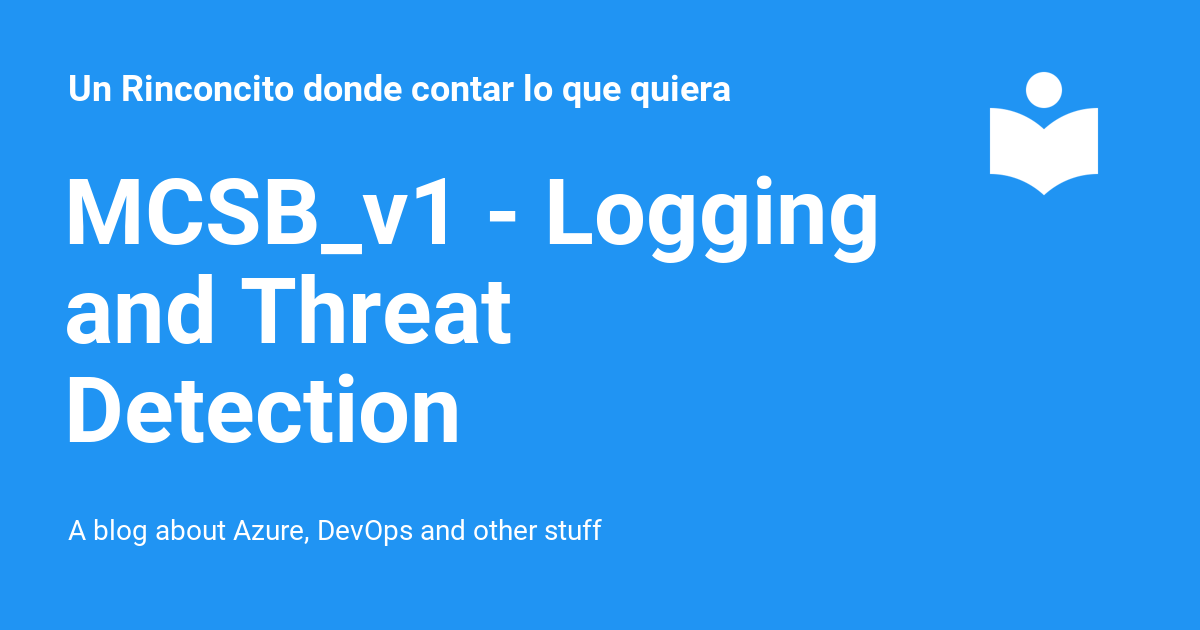 Un Rinconcito donde contar lo que quiera
MCSB_v1 - Logging
and Threat
Detection
A blog about Azure, DevOps and other stuff